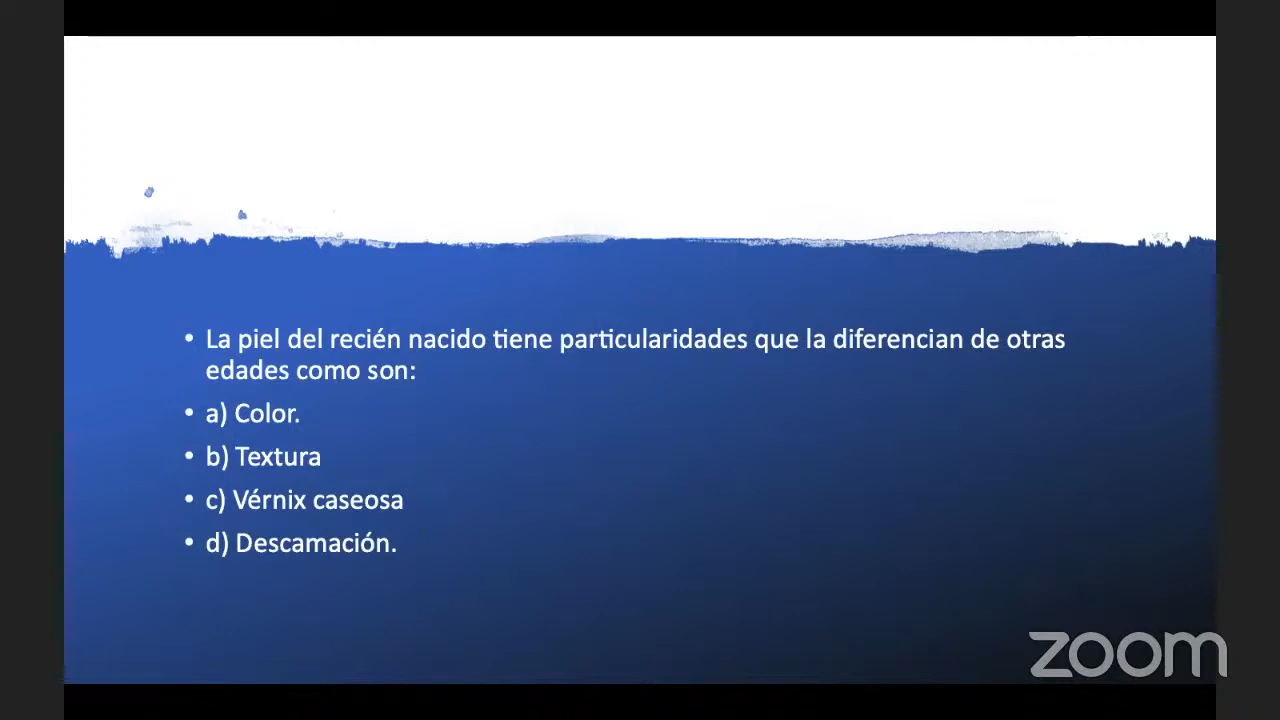 • La piel del recién nacido tiene particularidades que la diferencian de otras
edades como son:
• a) Color.
• b) Textura
• c) Vérnix caseosa
• d) Descamación.
zoom